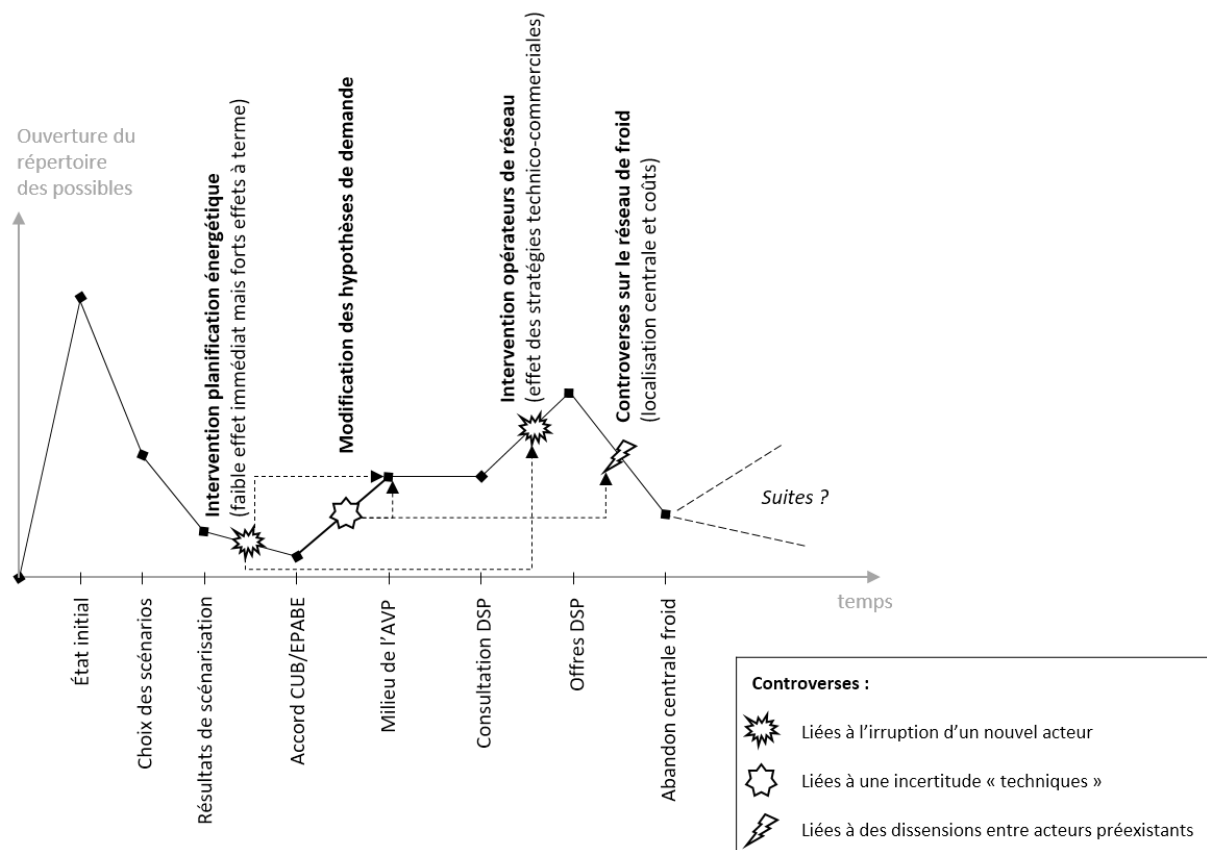 Ouverture du
répertoire
des possibles
Intervention planification énergétique
(faible effet immédiat mais forts effets à terme)
Modification des hypothèses de demande
Intervention opérateurs de réseau
(effet des stratégies technico-commerciales)
Controverses sur le réseau de froid
(localisation centrale et coûts)
Suites ?
temps
État initial
Choix des scénarios
Résultats de scénarisation
Accord CUB/EPABE
Milieu de l’AVP
Consultation DSP
Offres DSP
Abandon centrale froid
Controverses :
Liées à l’irruption d’un nouvel acteur
Liées à une incertitude « techniques »
Liées à des dissensions entre acteurs préexistants